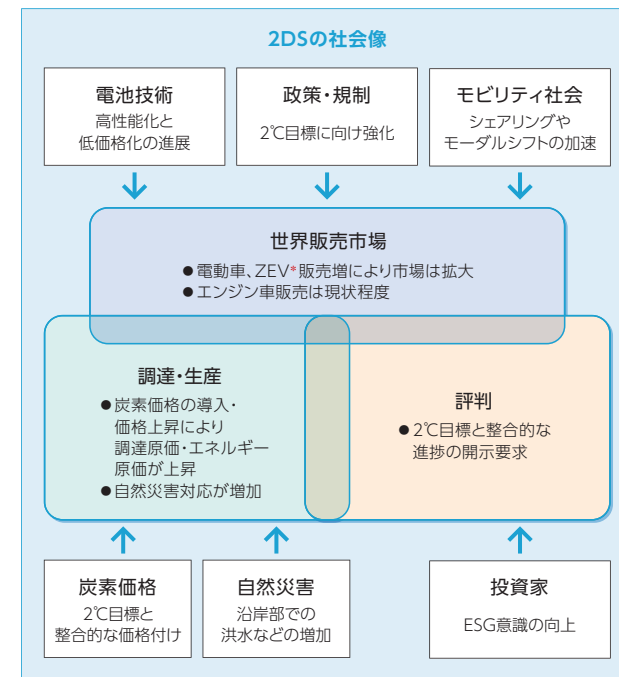 2DSの社会像
電池技術
高性能化と
低価格化の進展
政策・規制
2℃目標に向け強化
モビリティ社会
シェアリングや
モーダルシフトの加速
世界販売市場
●電動車、ZEV*販売増により市場は拡大
●エンジン車販売は現状程度
調達・生産
●炭素価格の導入・
価格上昇により
調達原価・エネルギー
原価が上昇
●自然災害対応が増加
評判
●2℃目標と整合的な
進捗の開示要求
炭素価格
2℃目標と
整合的な価格付け
自然災害
沿岸部での
洪水などの増加
投資家
ESG意識の向上